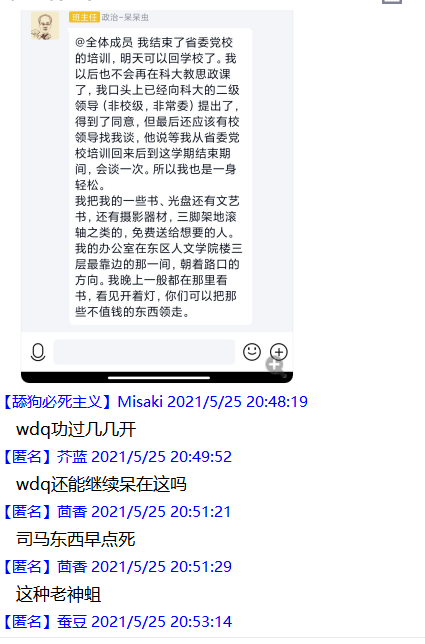 班主任 政治-呆呆虫
@全体成员 我结束了省委党校
的培训，明天可以回学校了。我
以后也不会再在科大教思政课
了，我口头上已经向科大的二级
领导（非校级，非常委）提出了，
得到了同意，但最后还应该有校
领导找我谈，他说等我从省委党
校培训回来后到这学期结束期
间，会谈一次。所以我也是一身
轻松。
我把我的一些书、光盘还有文艺
书，还有摄影器材，三脚架地滚
轴之类的，免费送给想要的人。
我的办公室在东区人文学院楼三
层最靠边的那一间，朝着路口的
方向。我晚上一般都在那里看
书，看见开着灯，你们可以把那
些不值钱的东西领走。
【舔狗必死主义】Misaki 2021/5/25 20:48:19
wdq功过几几开
【匿名】芥蓝 2021/5/25 20:49:52
wdq还能继续呆在这吗
【匿名】茴香 2021/5/25 20:51:21
司马东西早点死
【匿名】茴香 2021/5/25 20:51:29
这种老神蛆
【匿名】蚕豆 2021/5/25 20:53:14